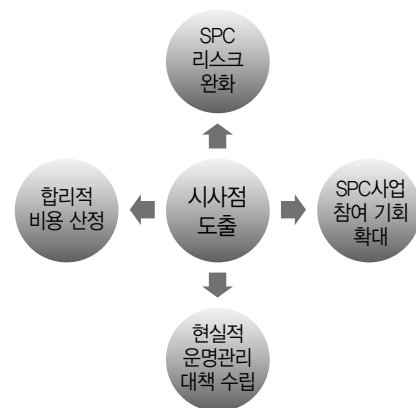 SPC
리스크
완화
합리적
비용 산정
시사점
도출
SPC사업
참여 기회
확대
현실적
운명관리
대책 수립